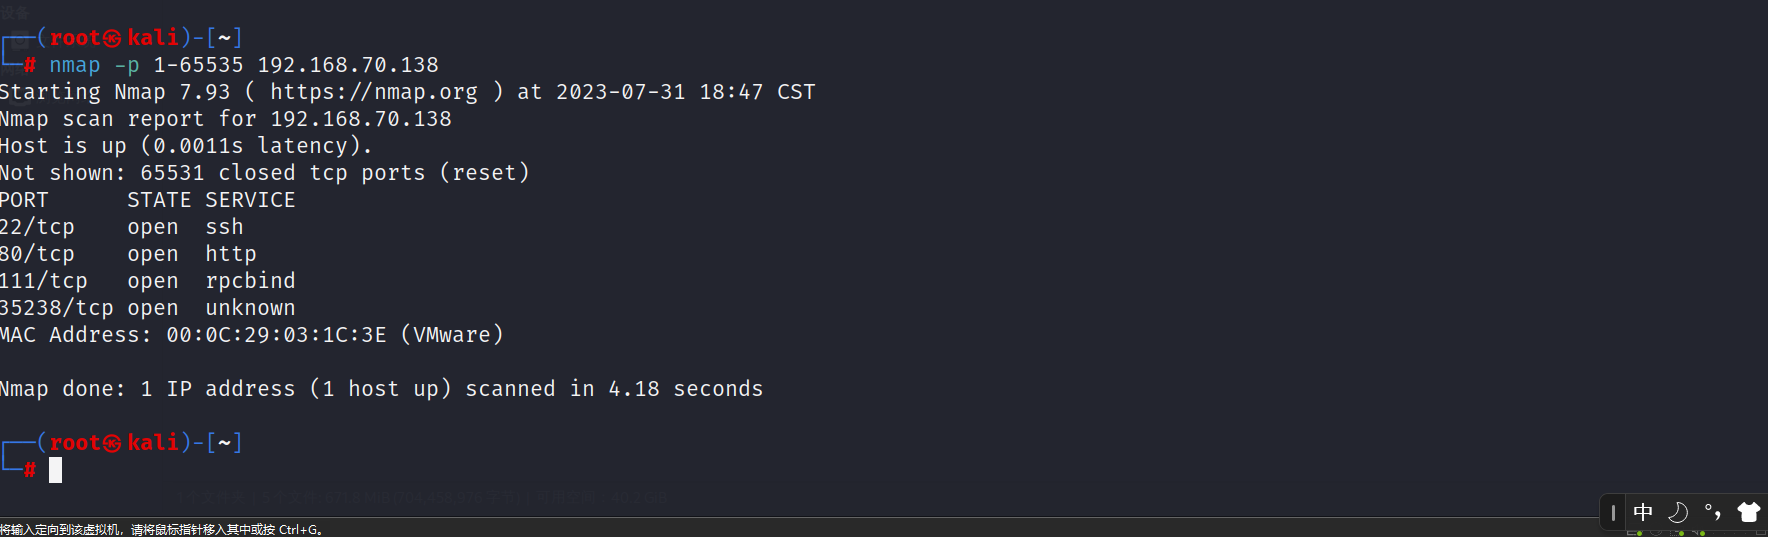 设备
┌──(root㉿kali)-[~]
└─# nmap -p 1-65535 192.168.70.138
Starting Nmap 7.93 ( https://nmap.org ) at 2023-07-31 18:47 CST
Nmap scan report for 192.168.70.138
Host is up (0.0011s latency).
Not shown: 65531 closed tcp ports (reset)
PORT      STATE SERVICE
22/tcp    open  ssh
80/tcp    open  http
111/tcp   open  rpcbind
35238/tcp open  unknown
MAC Address: 00:0C:29:03:1C:3E (VMware)
Nmap done: 1 IP address (1 host up) scanned in 4.18 seconds
┌──(root㉿kali)-[~]
└─#
中 °,
将输入定向到该虚拟机，请将鼠标指针移入其中或按 Ctrl+G。